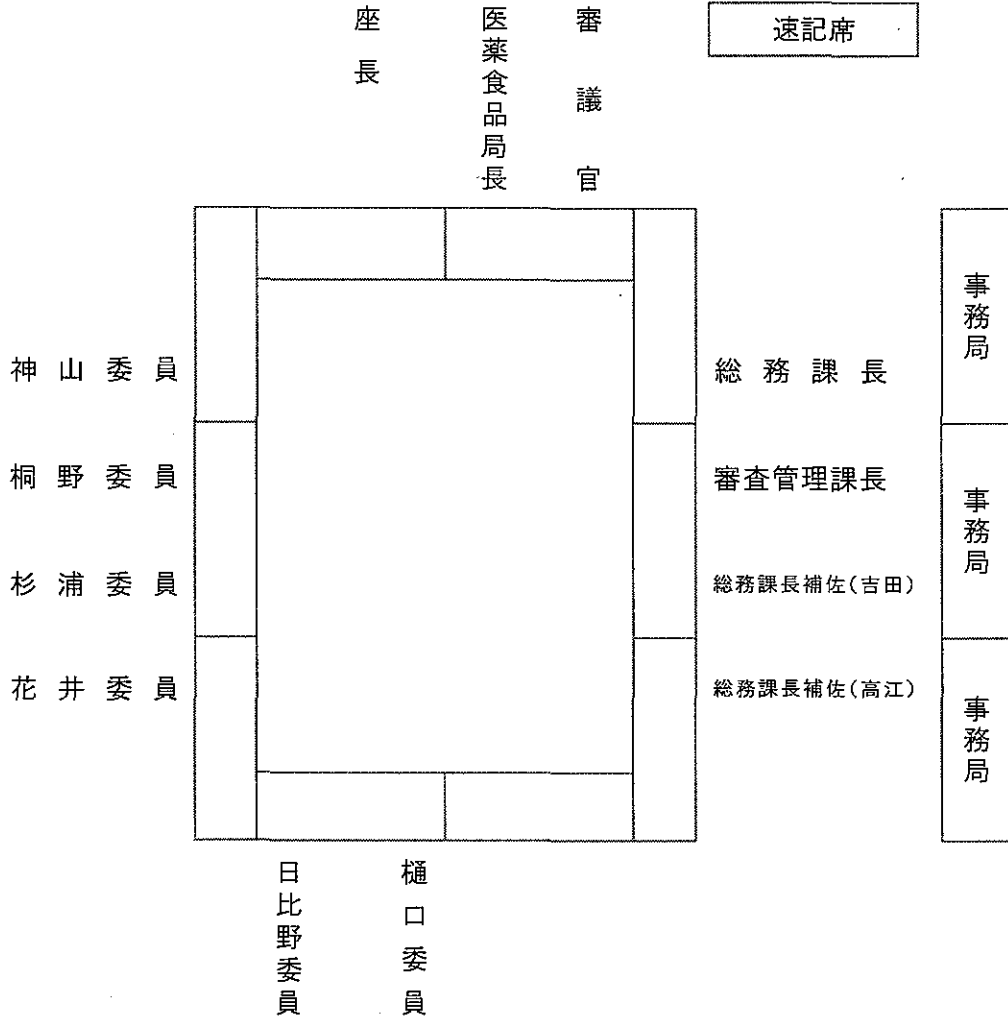 座長
医薬食品局長
審議官
速記席
神山委員
総務課長
事務局
桐野委員
審査管理課長
事務局
杉浦委員
総務課長補佐(吉田)
花井委員
総務課長補佐(高江)
事務局
日比野委員
樋口委員